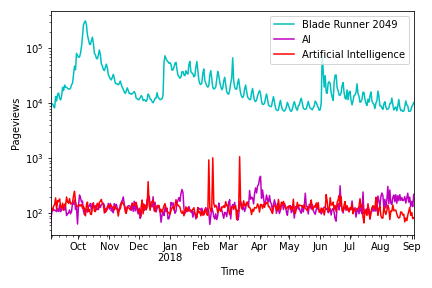 Blade Runner 2049
AI
Artificial Intelligence
Pageviews
10^5
10^4
10^3
10^2
Oct Nov Dec Jan Feb Mar Apr May Jun Jul Aug Sep
2018
Time